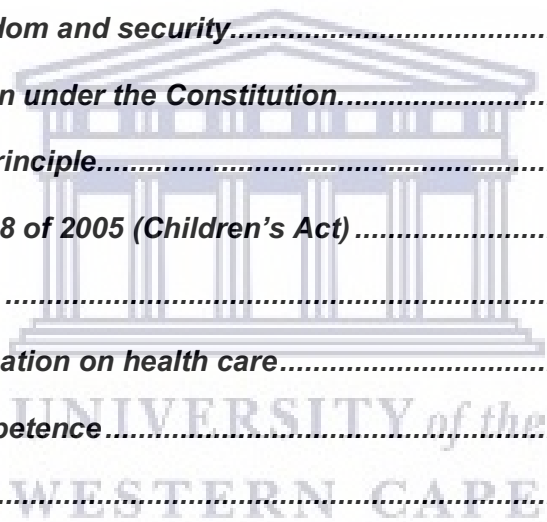 dom and security.......................................
n under the Constitution.........................
rinciple.......................................................
8 of 2005 (Children's Act) ......................
.......................................................................
ation on health care.................................
UNIVERSITY of the
petence.......................................................
WESTERN CAPE
.......................................................................